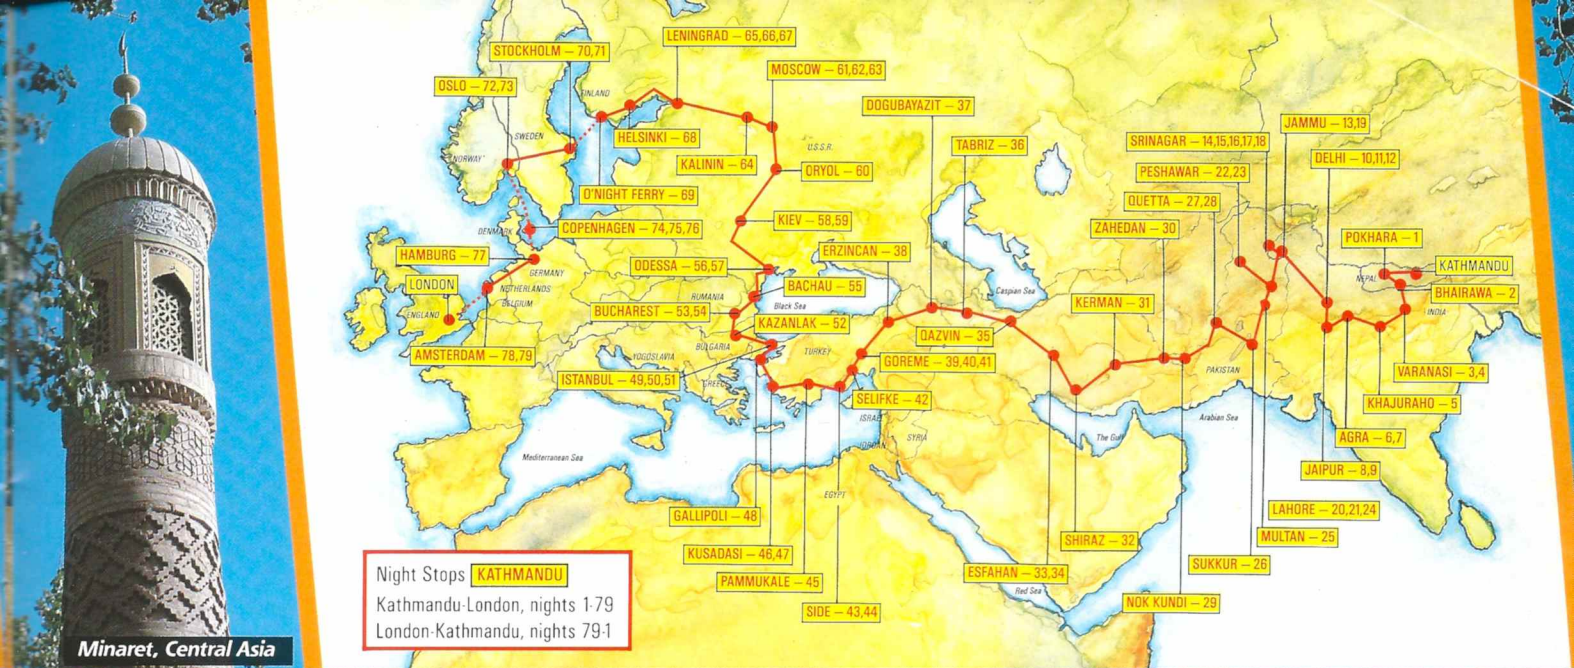 LENINGRAD — 65,66,67
STOCKHOLM — 70,71
MOSCOW — 61,62,63
OSLO — 72,73
FINLAND
DOGUBAYAZIT — 37
JAMMU — 13,19
SWEDEN
HELSINKI — 68
SRINAGAR — 14,15,16,17,18
TABRIZ — 36
U.S.S.R.
NORWAY
KALININ — 64
DELHI — 10,11,12
ORYOL — 60
PESHAWAR — 22,23
O'NIGHT FERRY — 69
QUETTA — 27,28
KIEV — 58,59
DENMARK
COPENHAGEN — 74,75,76
ZAHEDAN — 30
POKHARA — 1
HAMBURG — 77
ERZINCAN — 38
ODESSA — 56,57
KATHMANDU
GERMANY
NEPAL
LONDON
NETHERLANDS
BACHAU — 55
Caspian Sea
BHAIRAWA — 2
RUMANIA
BELGIUM
Black Sea
KERMAN — 31
ENGLAND
BUCHAREST — 53,54
INDIA
KAZANLAK — 52
QAZVIN — 35
BULGARIA
TURKEY
AMSTERDAM — 78,79
YUGOSLAVIA
GOREME — 39,40,41
PAKISTAN
VARANASI — 3,4
ISTANBUL — 49,50,51
GREECE
SELIFKE — 42
KHAJURAHO — 5
ISRAEL
Arabian Sea
SYRIA
The Gulf
AGRA — 6,7
JORDAN
Mediterranean Sea
JAIPUR — 8,9
EGYPT
LAHORE — 20,21,24
GALLIPOLI — 48
MULTAN — 25
SHIRAZ — 32
KUSADASI — 46,47
SUKKUR — 26
ESFAHAN — 33,34
PAMMUKALE — 45
Red Sea
NOK KUNDI — 29
SIDE — 43,44
Night Stops KATHMANDU
Kathmandu-London, nights 1-79
London-Kathmandu, nights 79-1
Minaret, Central Asia